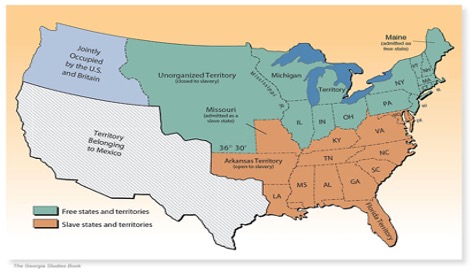 Maine
(admitted as
free state)
Jointly
Occupied
by the U.S.
and Britain
Unorganized Territory
(closed to slavery)
Mississippi R.
Michigan
Territory
NY
PA
Missouri
(admitted as a
slave state)
IL
IN
OH
36° 30'
KY
VA
Territory
Belonging
to Mexico
Arkansas Territory
(open to slavery)
TN
NC
SC
MS
AL
GA
LA
Florida Territory
Free states and territories
Slave states and territories
The Georgia Studies Book